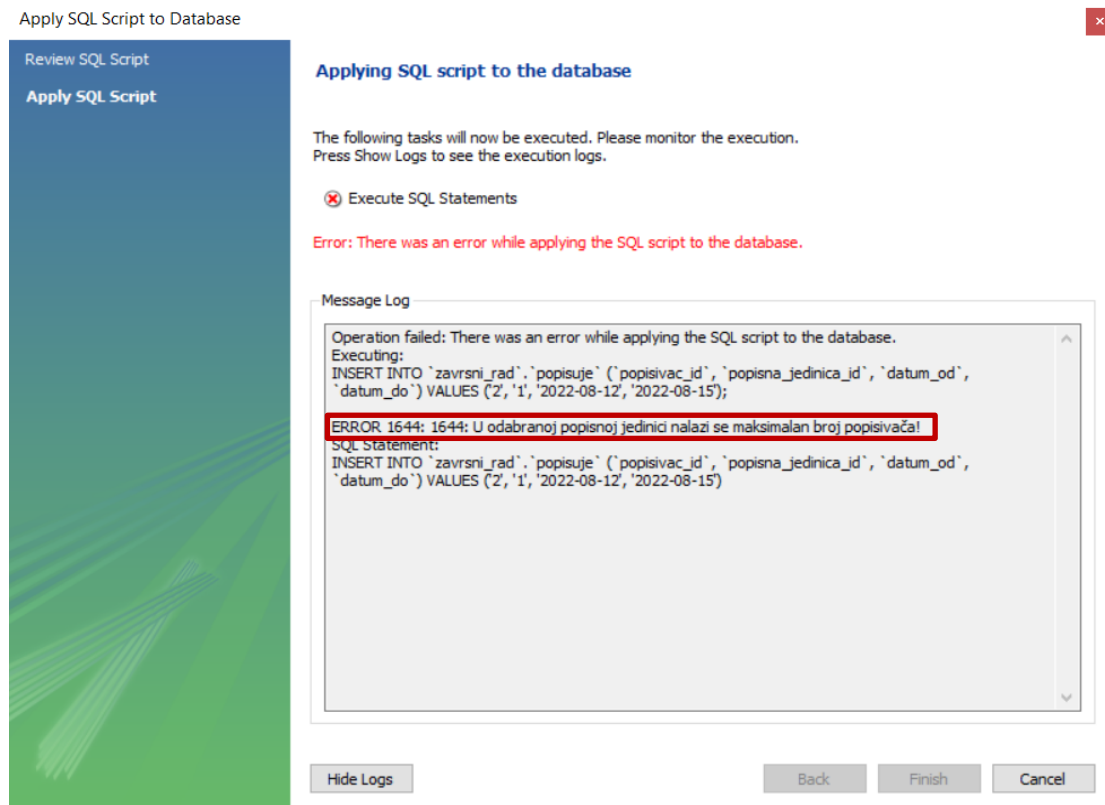 Apply SQL Script to Database
×
Review SQL Script
Apply SQL Script
Applying SQL script to the database
The following tasks will now be executed. Please monitor the execution.
Press Show Logs to see the execution logs.
Execute SQL Statements
Error: There was an error while applying the SQL script to the database.
Message Log
Operation failed: There was an error while applying the SQL script to the database.
Executing:
INSERT INTO `zavrsni_rad`.`popisuje` (`popisivac_id`, `popisna_jedinica_id`, `datum_od`,
`datum_do`) VALUES ('2', '1', '2022-08-12', '2022-08-15');
ERROR 1644: 1644: U odabranoj popisnoj jedinici nalazi se maksimalan broj popisivača!
SQL Statement:
INSERT INTO `zavrsni_rad`.`popisuje` (`popisivac_id`, `popisna_jedinica_id`, `datum_od`,
`datum_do`) VALUES ('2', '1', '2022-08-12', '2022-08-15')
Hide Logs
Back
Finish
Cancel